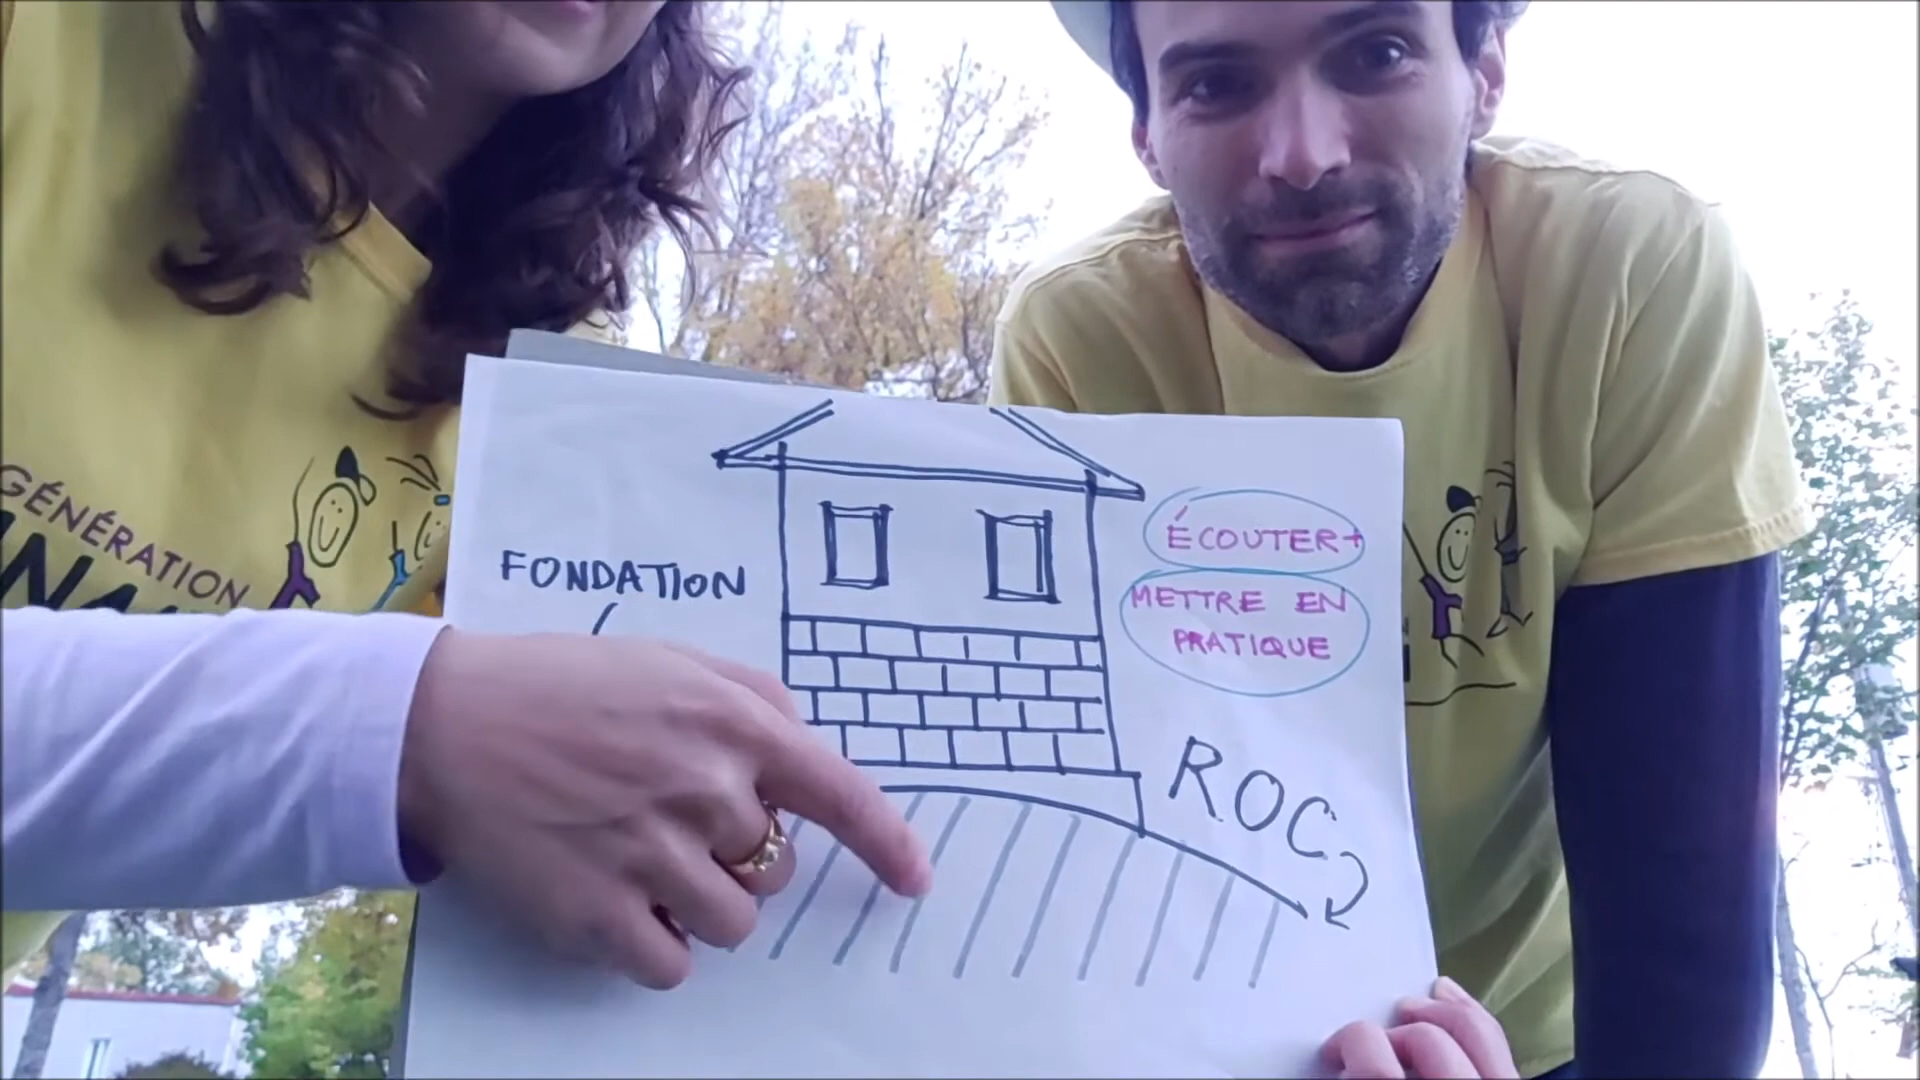 FONDATION
ÉCOUTER+
METTRE EN
PRATIQUE
ROC
GÉNÉRATION